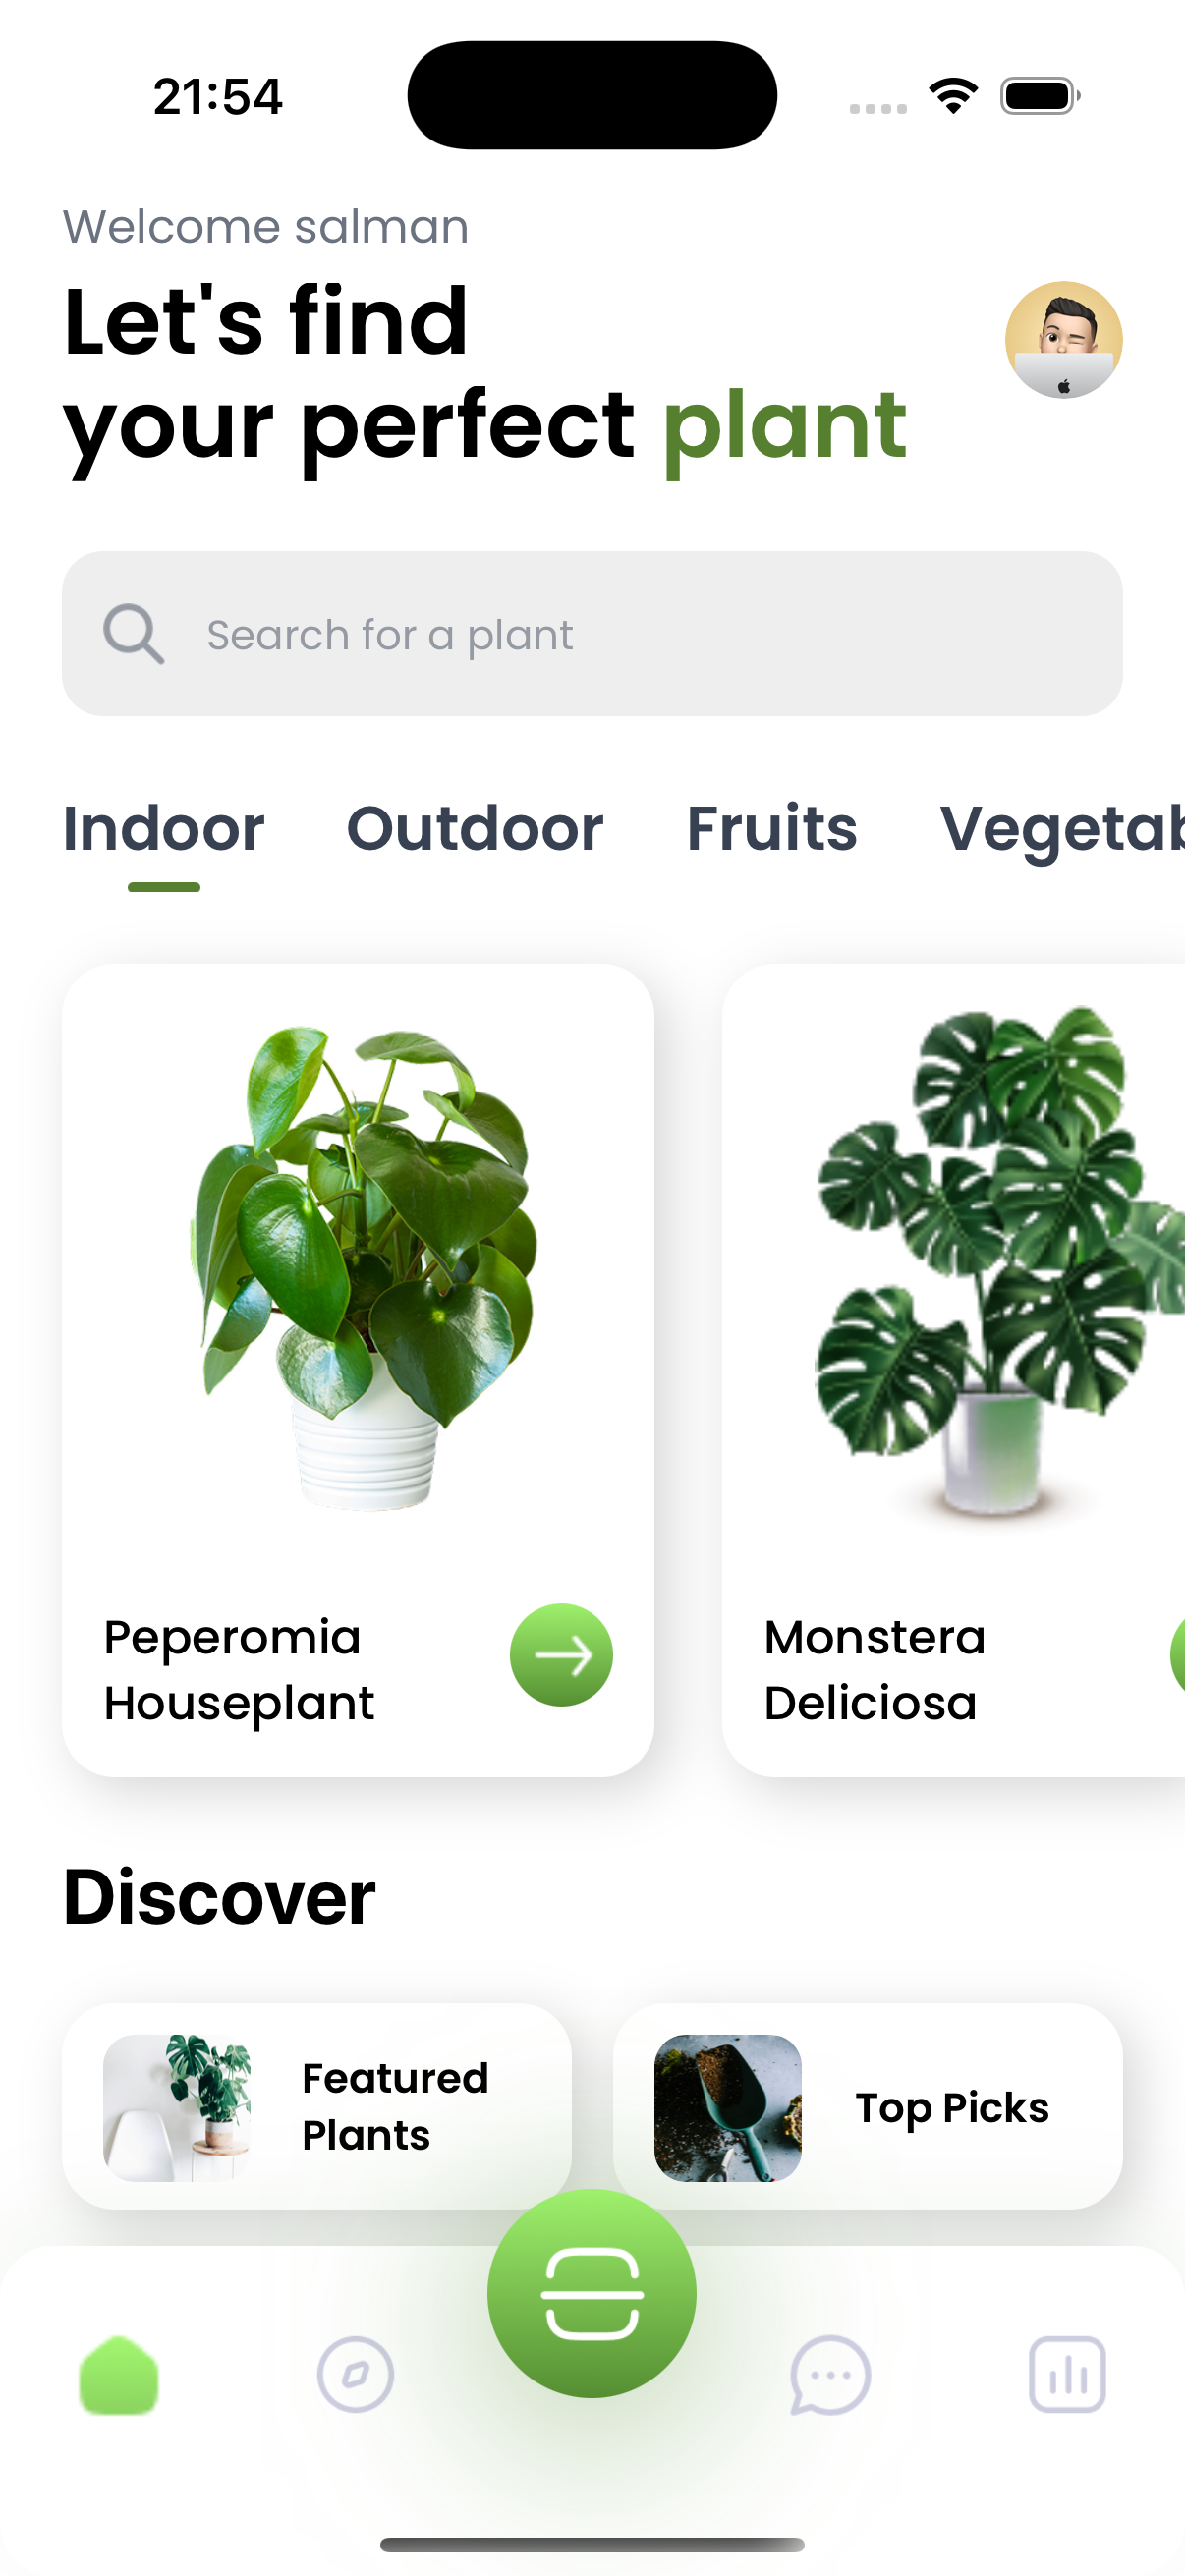 21:54
Welcome salman
Let's find
your perfect plant
Search for a plant
Indoor Outdoor Fruits Vegetab
Peperomia
Houseplant
Monstera
Deliciosa
Discover
Featured
Plants
Top Picks